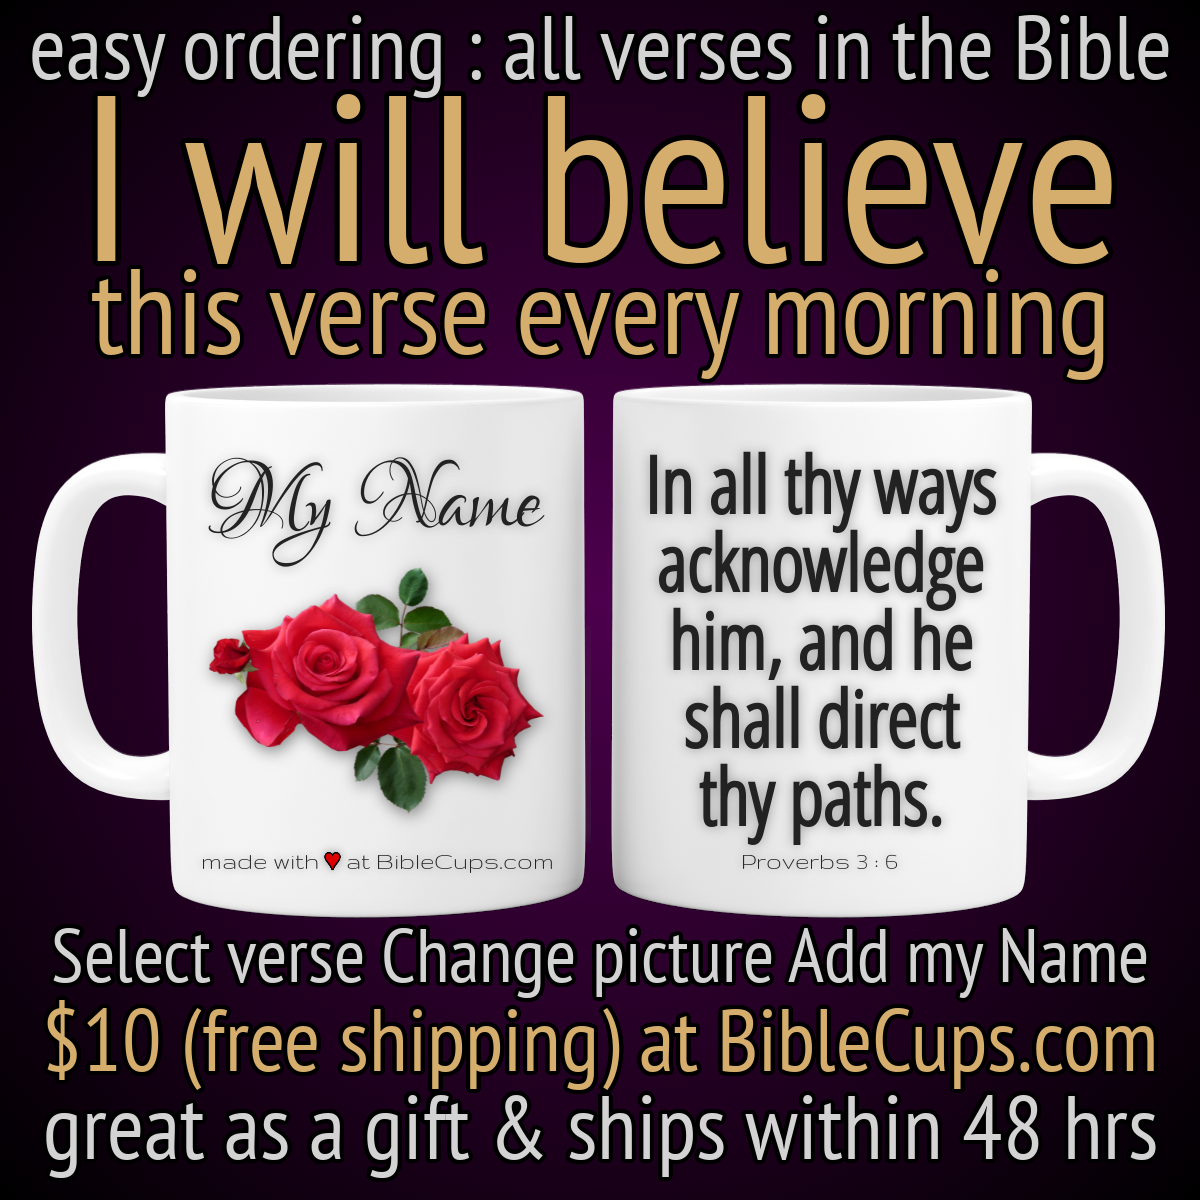 easy ordering : all verses in the Bible
I will believe
this verse every morning
My Name
made with ♥ at BibleCups.com
In all thy ways
acknowledge
him, and he
shall direct
thy paths.
Proverbs 3 : 6
Select verse Change picture Add my Name
$10 (free shipping) at BibleCups.com
great as a gift & ships within 48 hrs